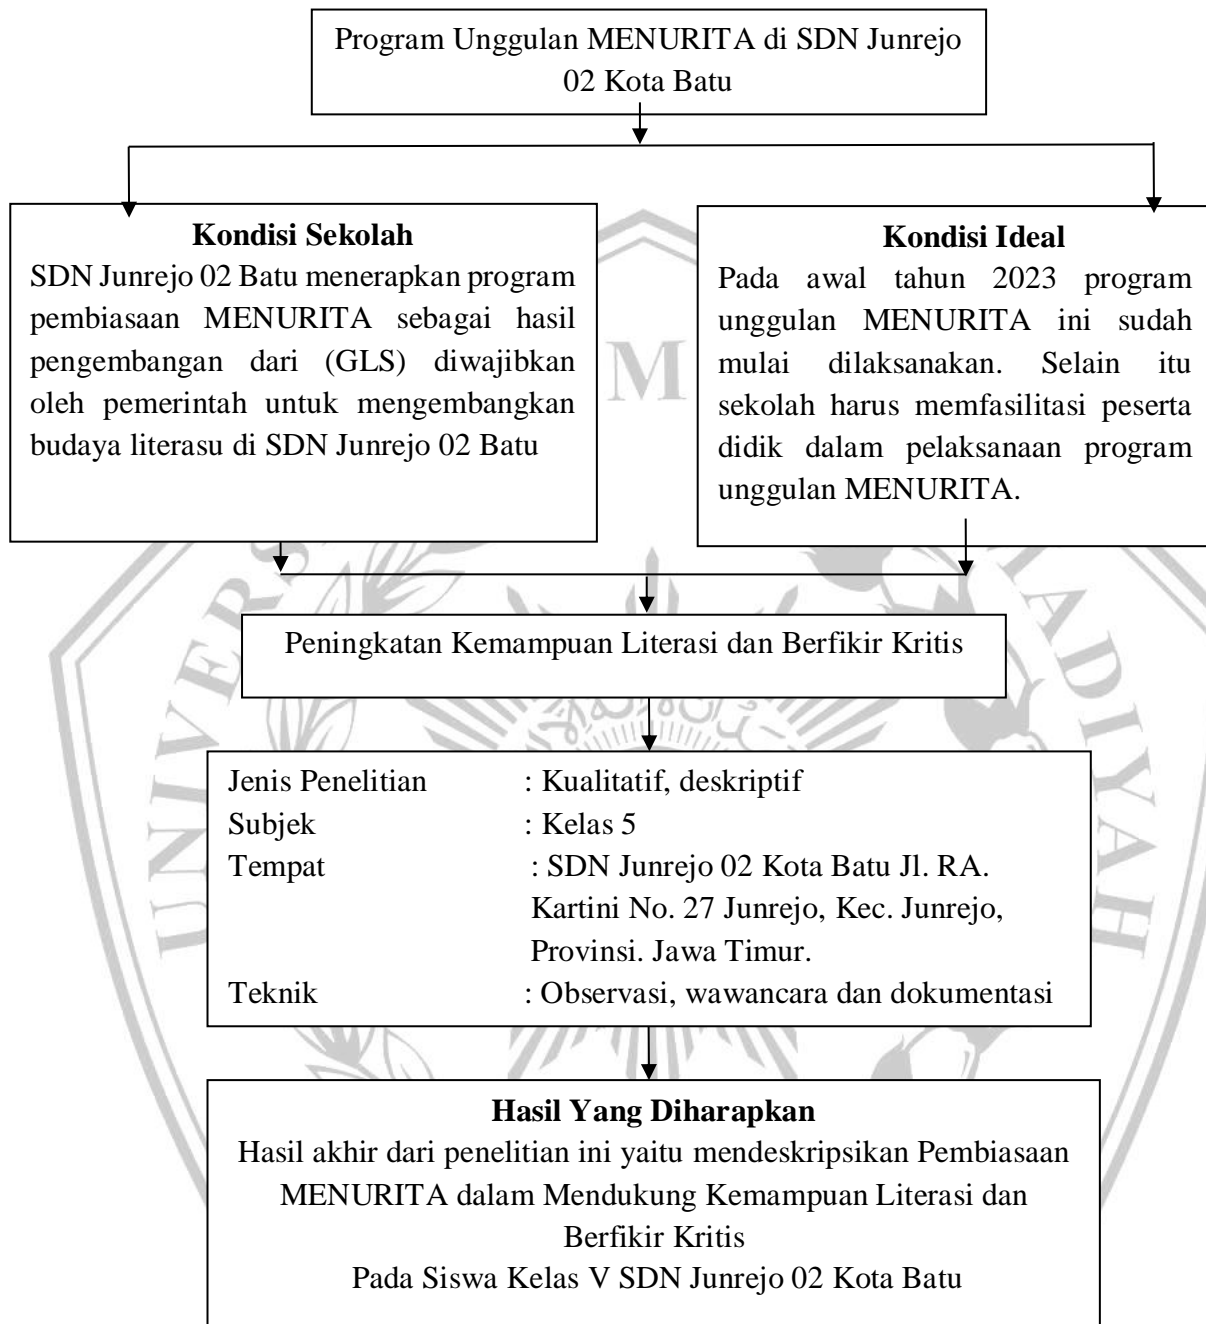 Program Unggulan MENURITA di SDN Junrejo
02 Kota Batu
Kondisi Sekolah
SDN Junrejo 02 Batu menerapkan program
pembiasaan MENURITA sebagai hasil
pengembangan dari (GLS) diwajibkan
oleh pemerintah untuk mengembangkan
budaya literasu di SDN Junrejo 02 Batu
Kondisi Ideal
Pada awal tahun 2023 program
unggulan MENURITA ini sudah
mulai dilaksanakan. Selain itu
sekolah harus memfasilitasi peserta
didik dalam pelaksanaan program
unggulan MENURITA.
Peningkatan Kemampuan Literasi dan Berfikir Kritis
Jenis Penelitian : Kualitatif, deskriptif
Subjek : Kelas 5
Tempat : SDN Junrejo 02 Kota Batu Jl. RA.
Kartini No. 27 Junrejo, Kec. Junrejo,
Provinsi. Jawa Timur.
Teknik : Observasi, wawancara dan dokumentasi
Hasil Yang Diharapkan
Hasil akhir dari penelitian ini yaitu mendeskripsikan Pembiasaan
MENURITA dalam Mendukung Kemampuan Literasi dan
Berfikir Kritis
Pada Siswa Kelas V SDN Junrejo 02 Kota Batu
UNIVERS
M
ADIYAH